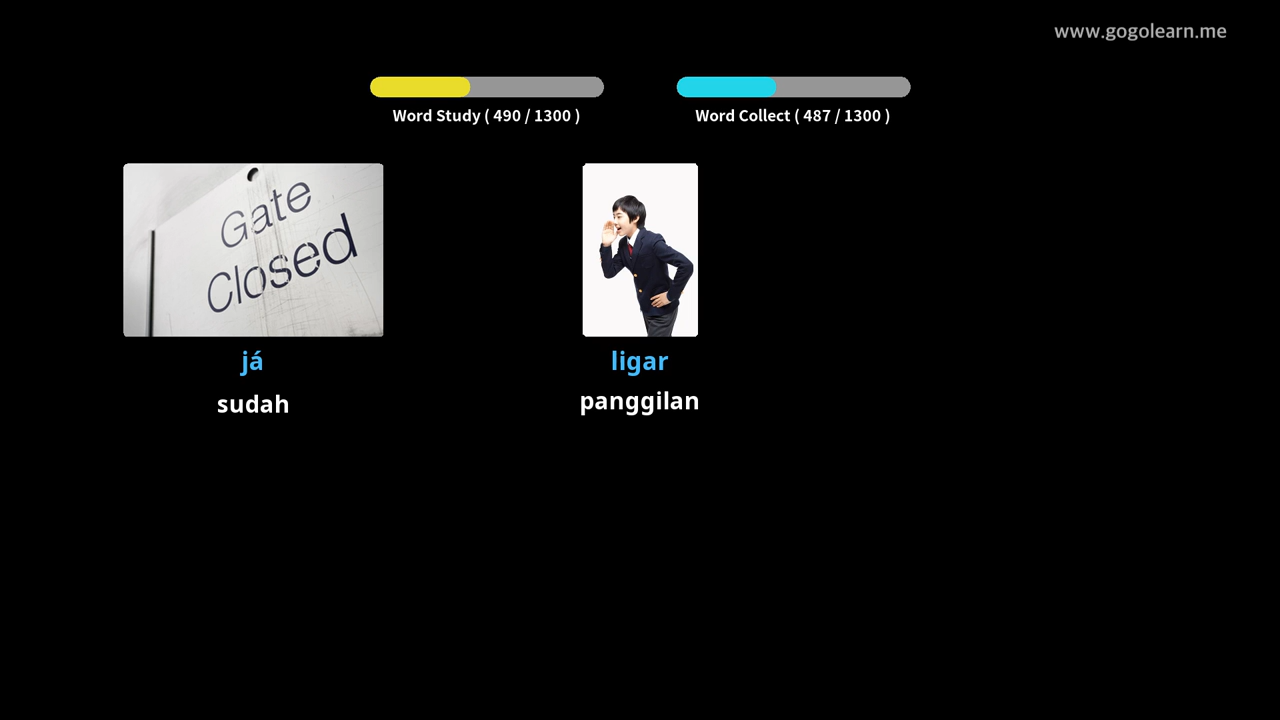 www.gogolearn.me
Word Study ( 490 / 1300 )
Word Collect ( 487 / 1300 )
Gate
Closed
já
sudah
ligar
panggilan